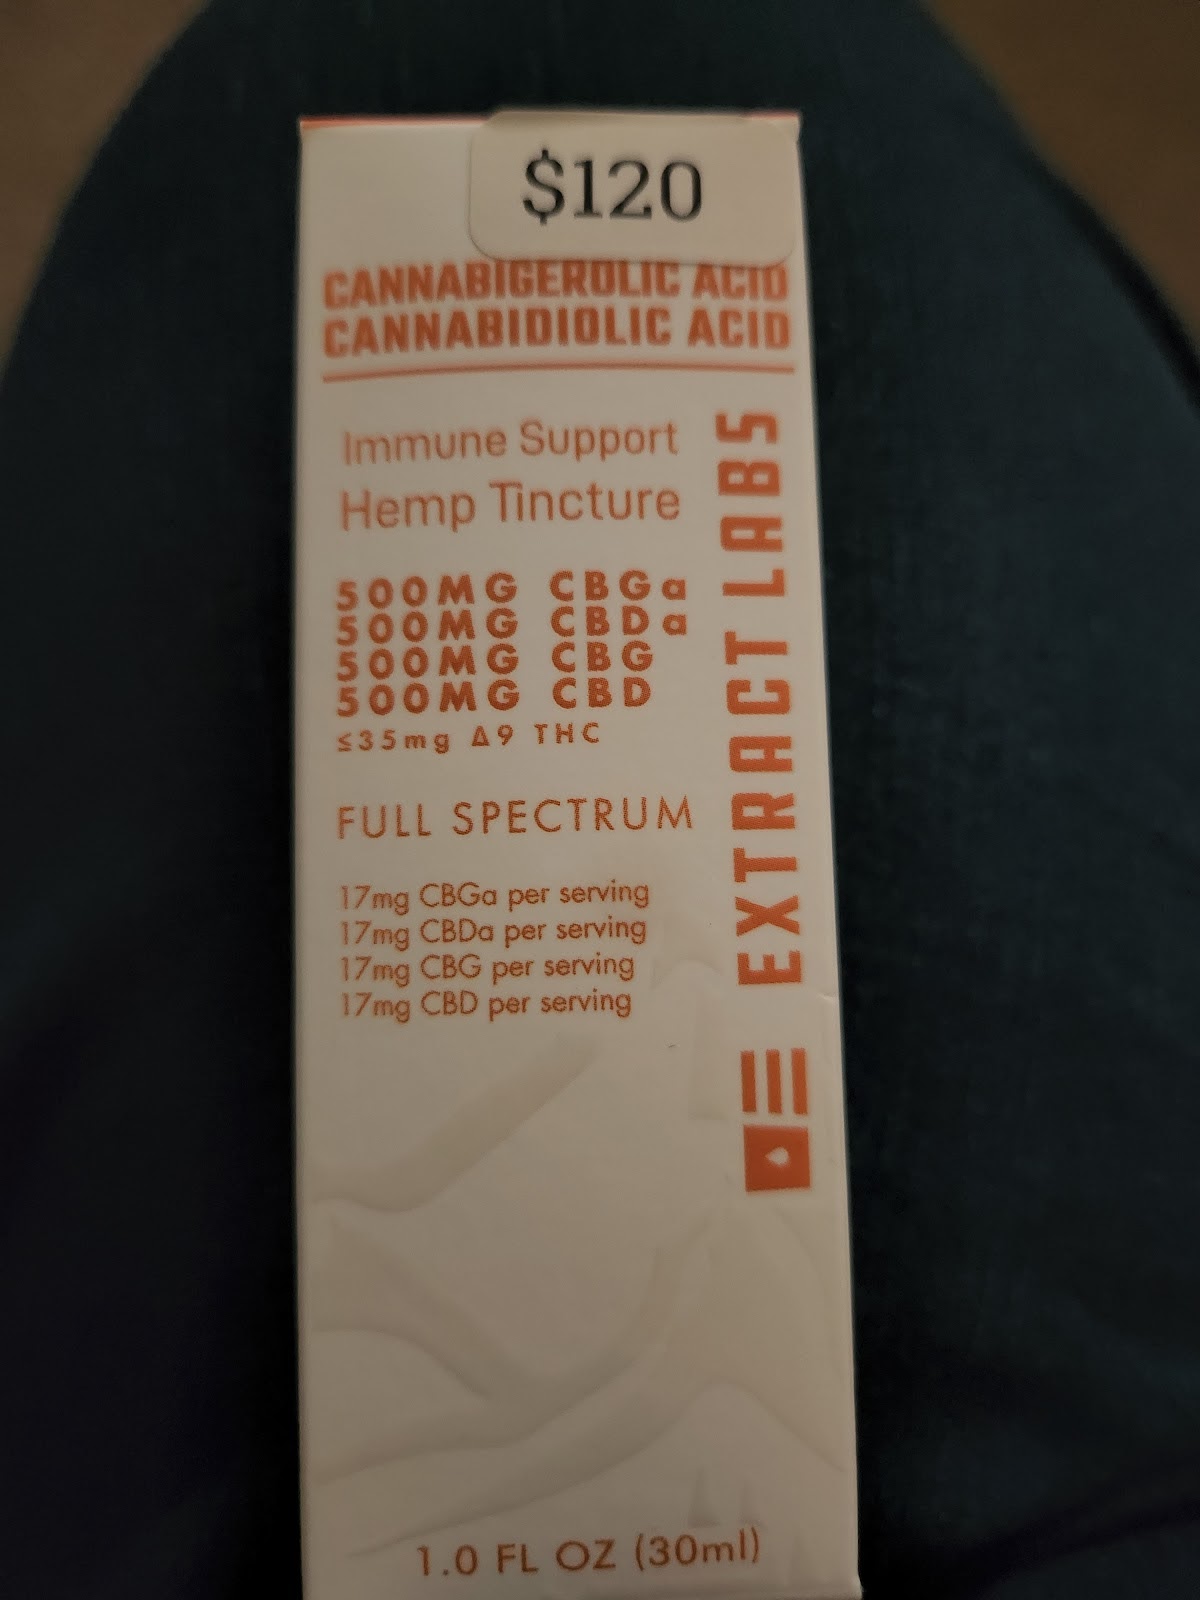 $120
CANNABIGEROLIC ACID
CANNABIDIOLIC ACID
Immune Support
Hemp Tincture
500MG CBGa
500MG CBDa
500MG CBG
500MG CBD
≤35mg Δ9 THC
FULL SPECTRUM
17mg CBGa per serving
17mg CBDa per serving
17mg CBG per serving
17mg CBD per serving
EXTRACT LABS
1.0 FL OZ (30ml)